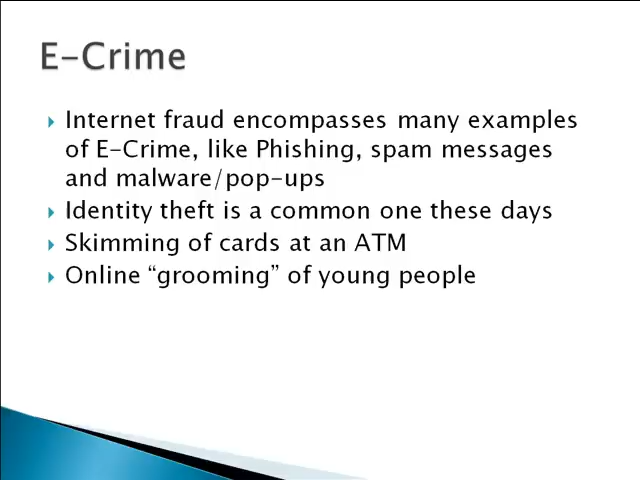 E-Crime
Internet fraud encompasses many examples
of E-Crime, like Phishing, spam messages
and malware/pop-ups
Identity theft is a common one these days
Skimming of cards at an ATM
Online “grooming” of young people